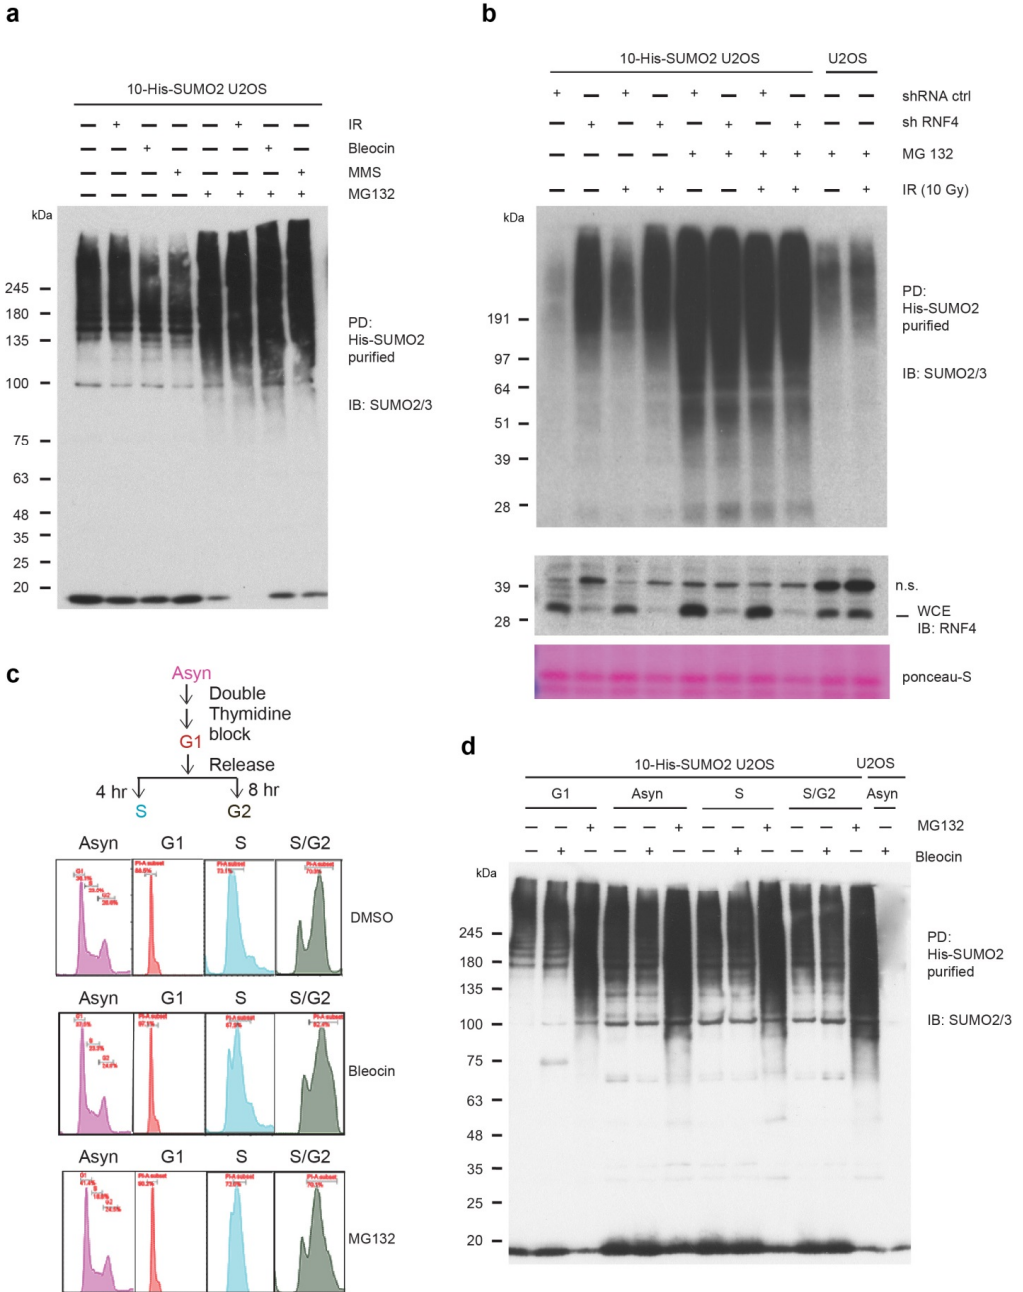 a
10-His-SUMO2 U2OS
— + — — — + — — IR
— — + — — — + — Bleocin
— — — + — — — + MMS
— — — — + + + + MG132
kDa
245
180
135
100
75
63
48
35
25
20
PD:
His-SUMO2
purified
IB: SUMO2/3
b
10-His-SUMO2 U2OS U2OS
+ — + — + — + — — — shRNA ctrl
— + — + — + — + — — sh RNF4
— — — — + + + + + + MG 132
— — + + — — + + — + IR (10 Gy)
kDa
191
97
64
51
39
28
PD:
His-SUMO2
purified
IB: SUMO2/3
39
28
n.s.
WCE
IB: RNF4
ponceau-S
c
Asyn
Double
Thymidine
block
G1
Release
4 hr 8 hr
S G2
Asyn G1 S S/G2
DMSO
Asyn G1 S S/G2
Bleocin
Asyn G1 S S/G2
MG132
d
10-His-SUMO2 U2OS U2OS
G1 Asyn S S/G2 Asyn
— — + — — + — — + — — + — MG132
— + — — + — — + — — + — + Bleocin
kDa
245
180
135
100
75
63
48
35
25
20
PD:
His-SUMO2
purified
IB: SUMO2/3